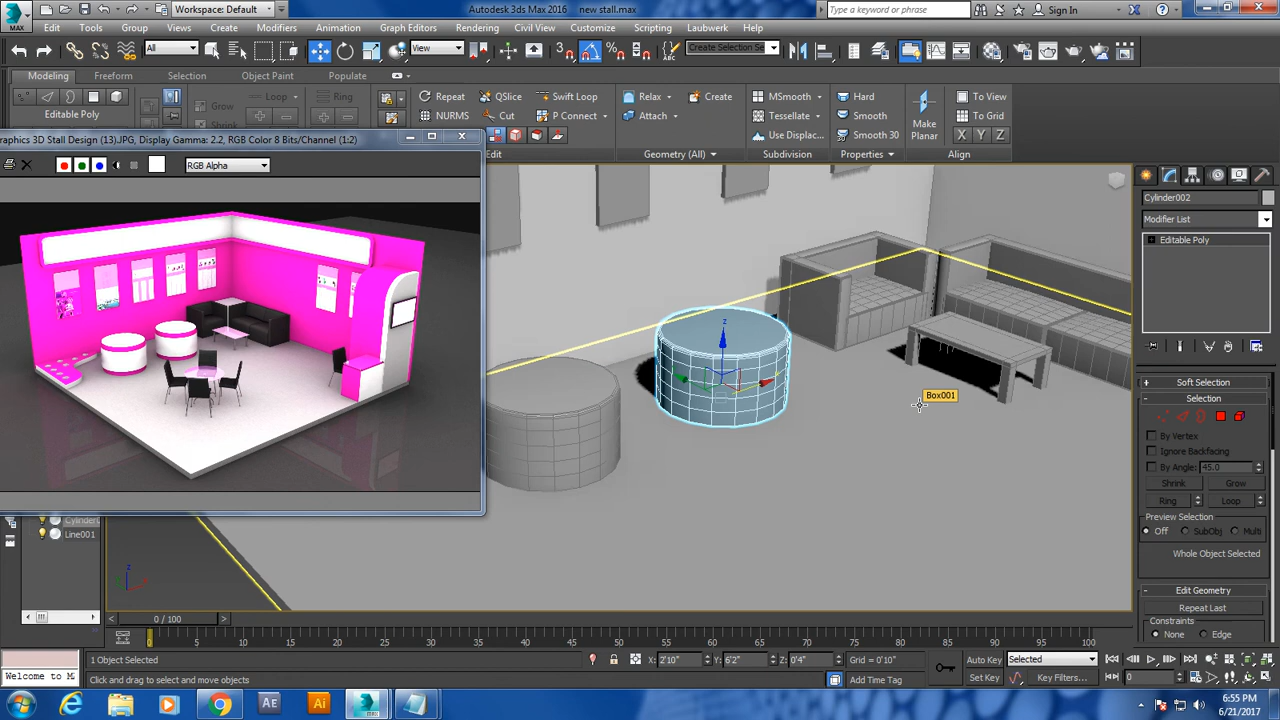 Workspace: Default
Autodesk 3ds Max 2016 new stall.max
Type a keyword or phrase
Sign In
MAX
Edit Tools Group Views Create Modifiers Animation Graph Editors Rendering Civil View Customize Scripting Laubwerk Help
All
View
Create Selection Se
Modeling Freeform Selection Object Paint Populate
Editable Poly
Grow
Loop
Ring
Repeat QSlice Swift Loop
NURMS Cut P Connect
Edit
Relax Create
Attach
Geometry (All)
MSmooth
Tessellate
Use Displac...
Subdivision
Hard
Smooth
Smooth 30
Properties
Make Planar
To View
To Grid
X Y Z
Align
raphics 3D Stall Design (13).JPG, Display Gamma: 2.2, RGB Color 8 Bits/Channel (1:2)
RGB Alpha
Box001
Line001
Cylinder002
Modifier List
Editable Poly
Soft Selection
Selection
By Vertex
Ignore Backfacing
By Angle: 45.0
Shrink Grow
Ring Loop
Preview Selection
Off SubObj Multi
Whole Object Selected
Edit Geometry
Repeat Last
Constraints
None Edge
0 / 100
0 5 10 15 20 25 30 35 40 45 50 55 60 65 70 75 80 85 90 95 100
1 Object Selected
X: 2'10" Y: 6'2" Z: 0'4" Grid = 0'10"
Auto Key Selected
Welcome to M
Click and drag to select and move objects
Add Time Tag
Set Key Key Filters... 0
6:55 PM
6/21/2017